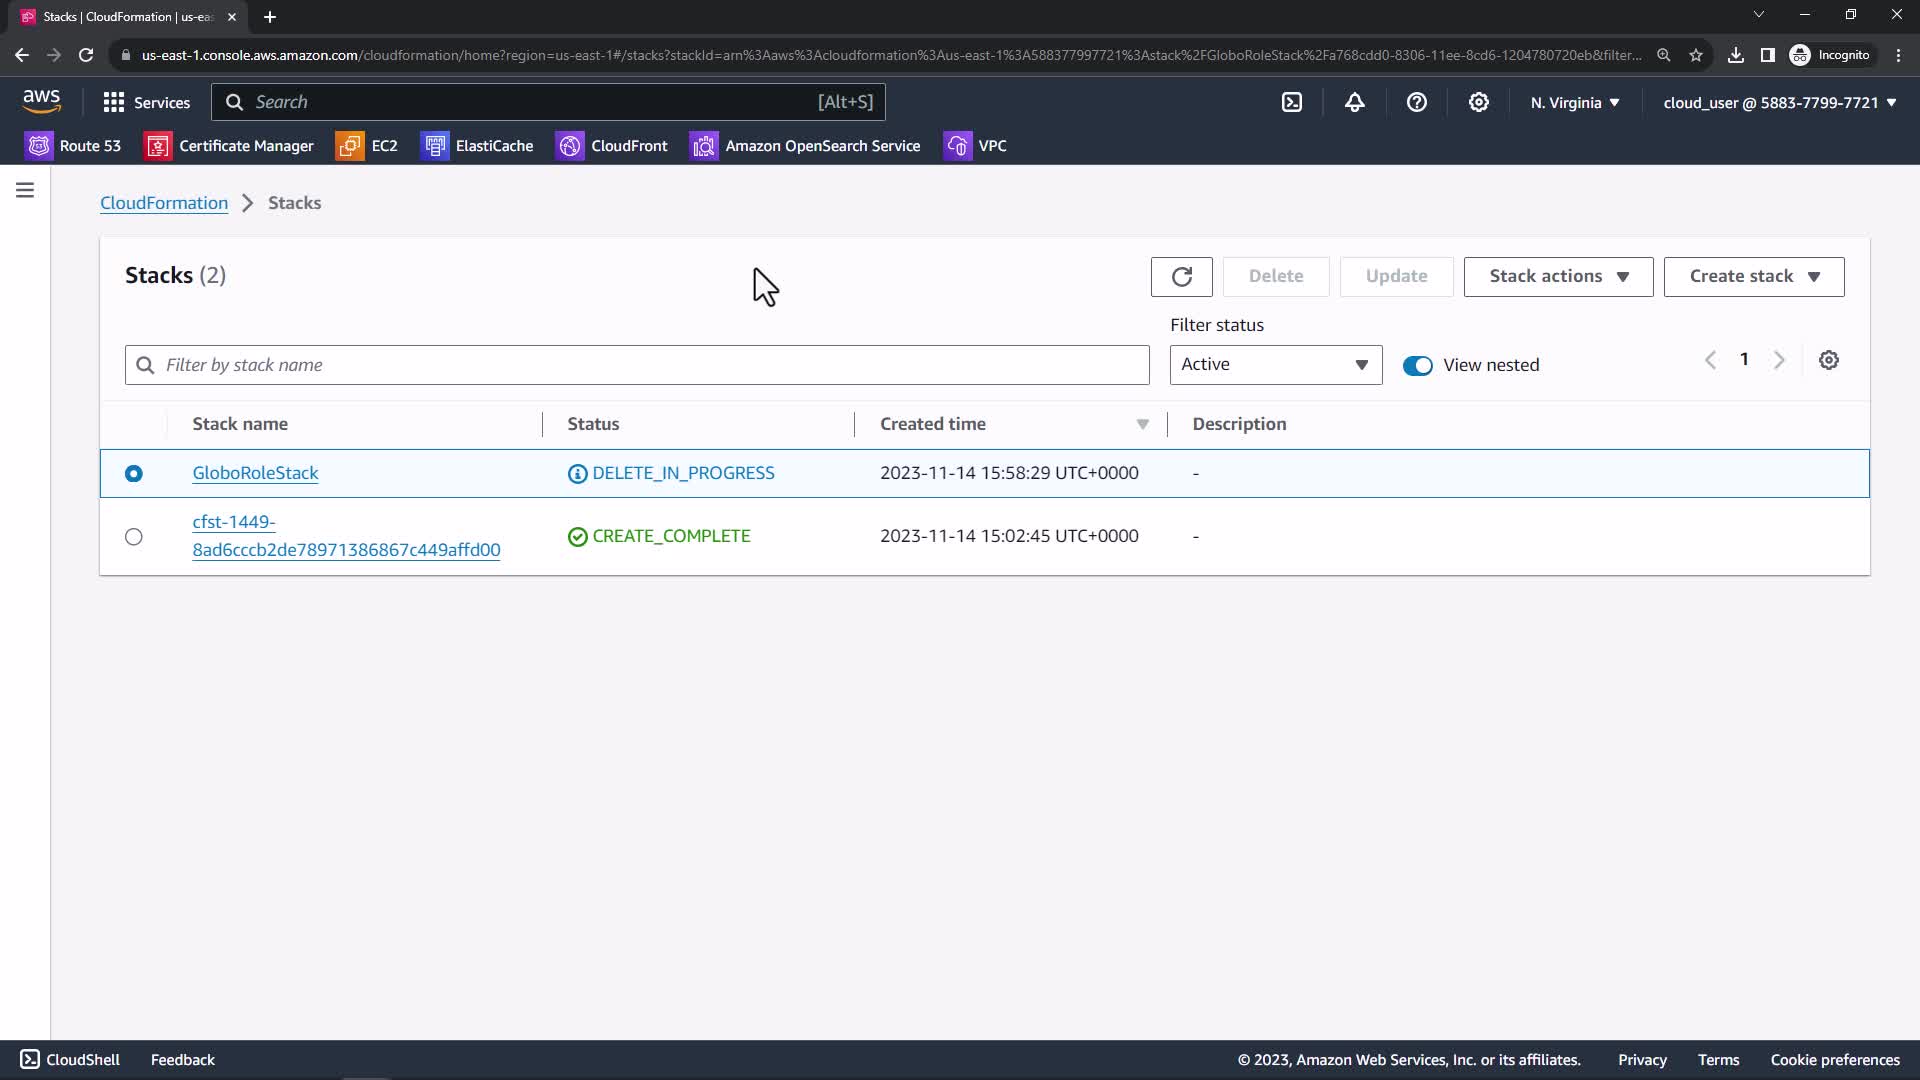 Stacks | CloudFormation | us-eas
us-east-1.console.aws.amazon.com/cloudformation/home?region=us-east-1#/stacks?stackId=arn%3Aaws%3Acloudformation%3Aus-east-1%3A588377997721%3Astack%2FGloboRoleStack%2Fa768cdd0-8306-11ee-8cd6-1204780720eb&filter...
Incognito
aws
Services
Search
[Alt+S]
N. Virginia
cloud_user @ 5883-7799-7721
Route 53
Certificate Manager
EC2
ElastiCache
CloudFront
Amazon OpenSearch Service
VPC
CloudFormation
Stacks
Stacks (2)
Delete
Update
Stack actions
Create stack
Filter status
Filter by stack name
Active
View nested
1
Stack name
Status
Created time
Description
GloboRoleStack
DELETE_IN_PROGRESS
2023-11-14 15:58:29 UTC+0000
-
cfst-1449-
8ad6cccb2de78971386867c449affd00
CREATE_COMPLETE
2023-11-14 15:02:45 UTC+0000
-
CloudShell
Feedback
© 2023, Amazon Web Services, Inc. or its affiliates.
Privacy
Terms
Cookie preferences